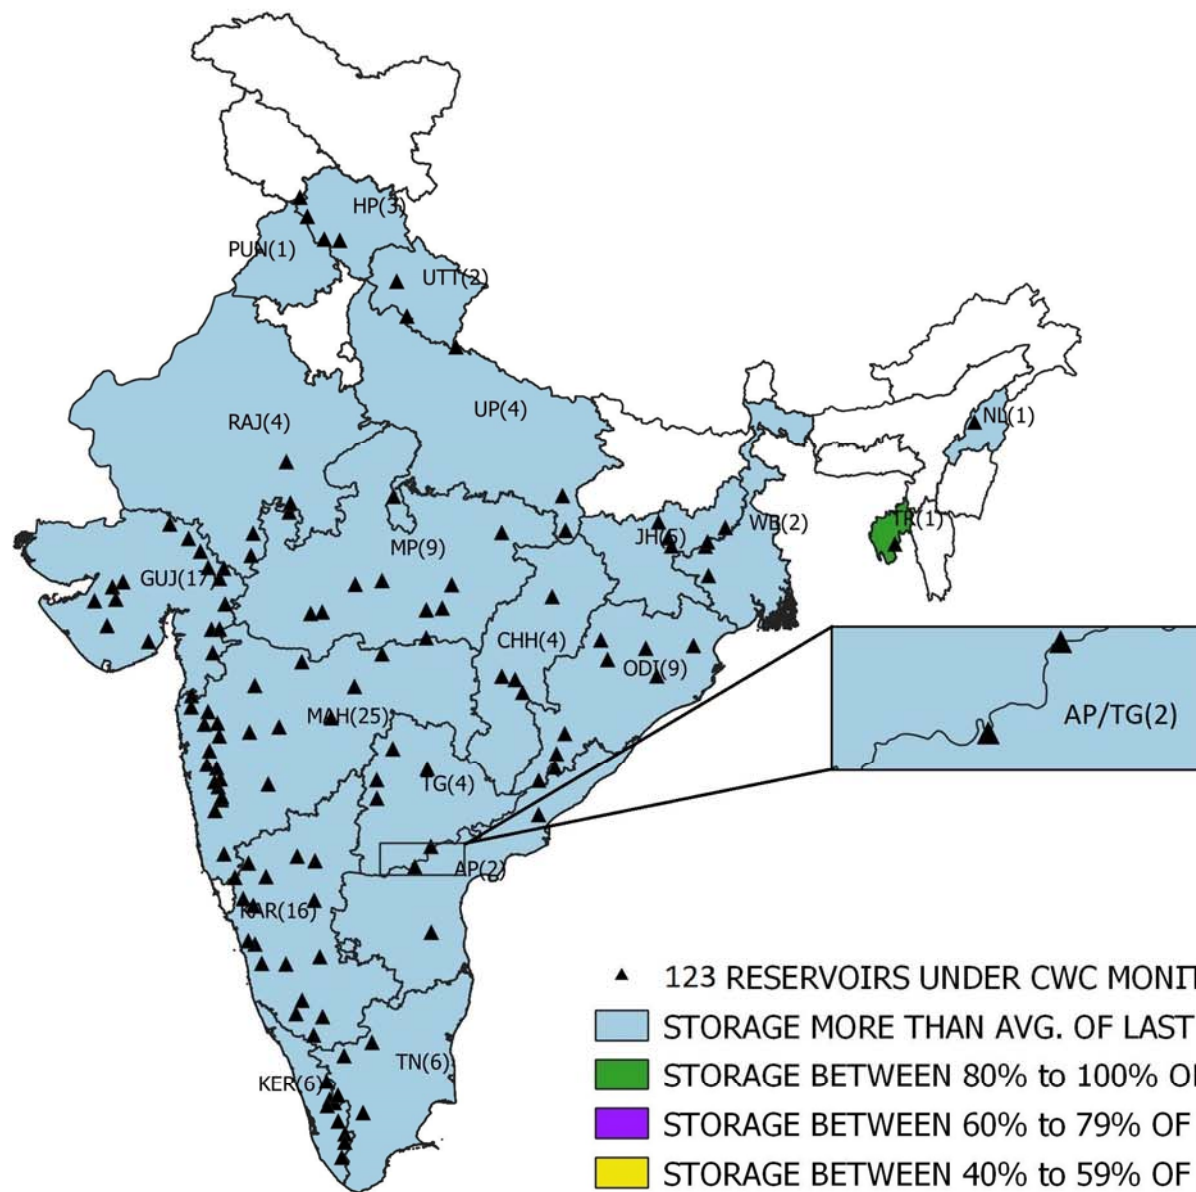 HP(3)
PUN(1)
UTT(2)
RAJ(4)
UP(4)
NL(1)
TR(1)
WB(2)
JH(5)
MP(9)
GUJ(17)
CHH(4)
ODI(9)
MAH(25)
AP/TG(2)
TG(4)
AP(2)
KAR(16)
TN(6)
KER(6)
123 RESERVOIRS UNDER CWC MONIT
STORAGE MORE THAN AVG. OF LAST
STORAGE BETWEEN 80% to 100% O
STORAGE BETWEEN 60% to 79% OF
STORAGE BETWEEN 40% to 59% OF